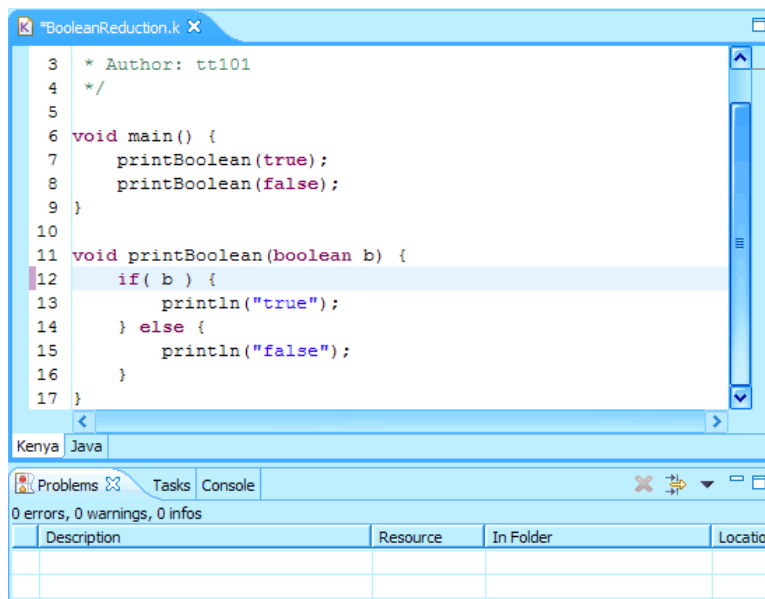 *BooleanReduction.k
3 * Author: tt101
4 */
5
6 void main() {
7 printBoolean(true);
8 printBoolean(false);
9 }
10
11 void printBoolean(boolean b) {
12 if( b ) {
13 println("true");
14 } else {
15 println("false");
16 }
17 }
Kenya Java
Problems Tasks Console
0 errors, 0 warnings, 0 infos
Description Resource In Folder Locatio